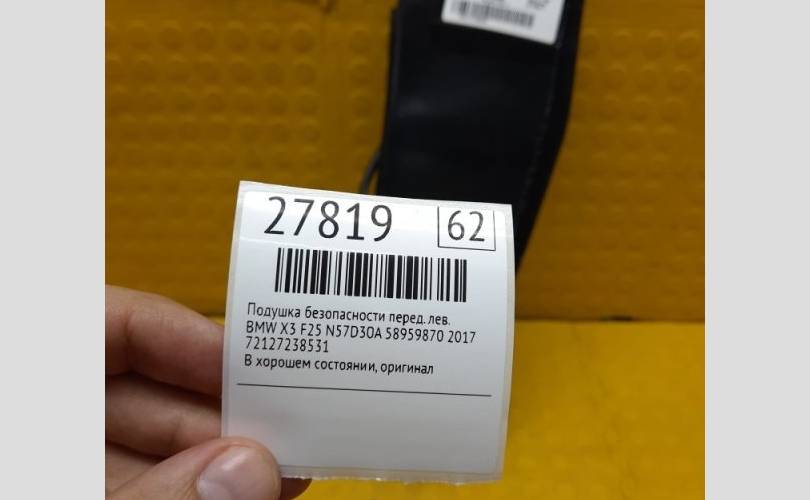 27819 62
Подушка безопасности перед. лев.
BMW X3 F25 N57D30A 58959870 2017
72127238531
В хорошем состоянии, оригинал